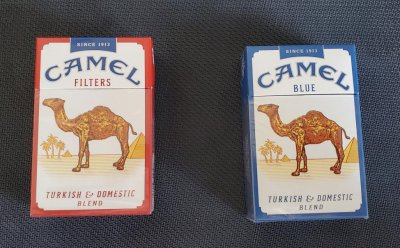 SINCE 1913
CAMEL
FILTERS
TURKISH & DOMESTIC
BLEND
SINCE 1913
CAMEL
BLUE
TURKISH & DOMESTIC
BLEND